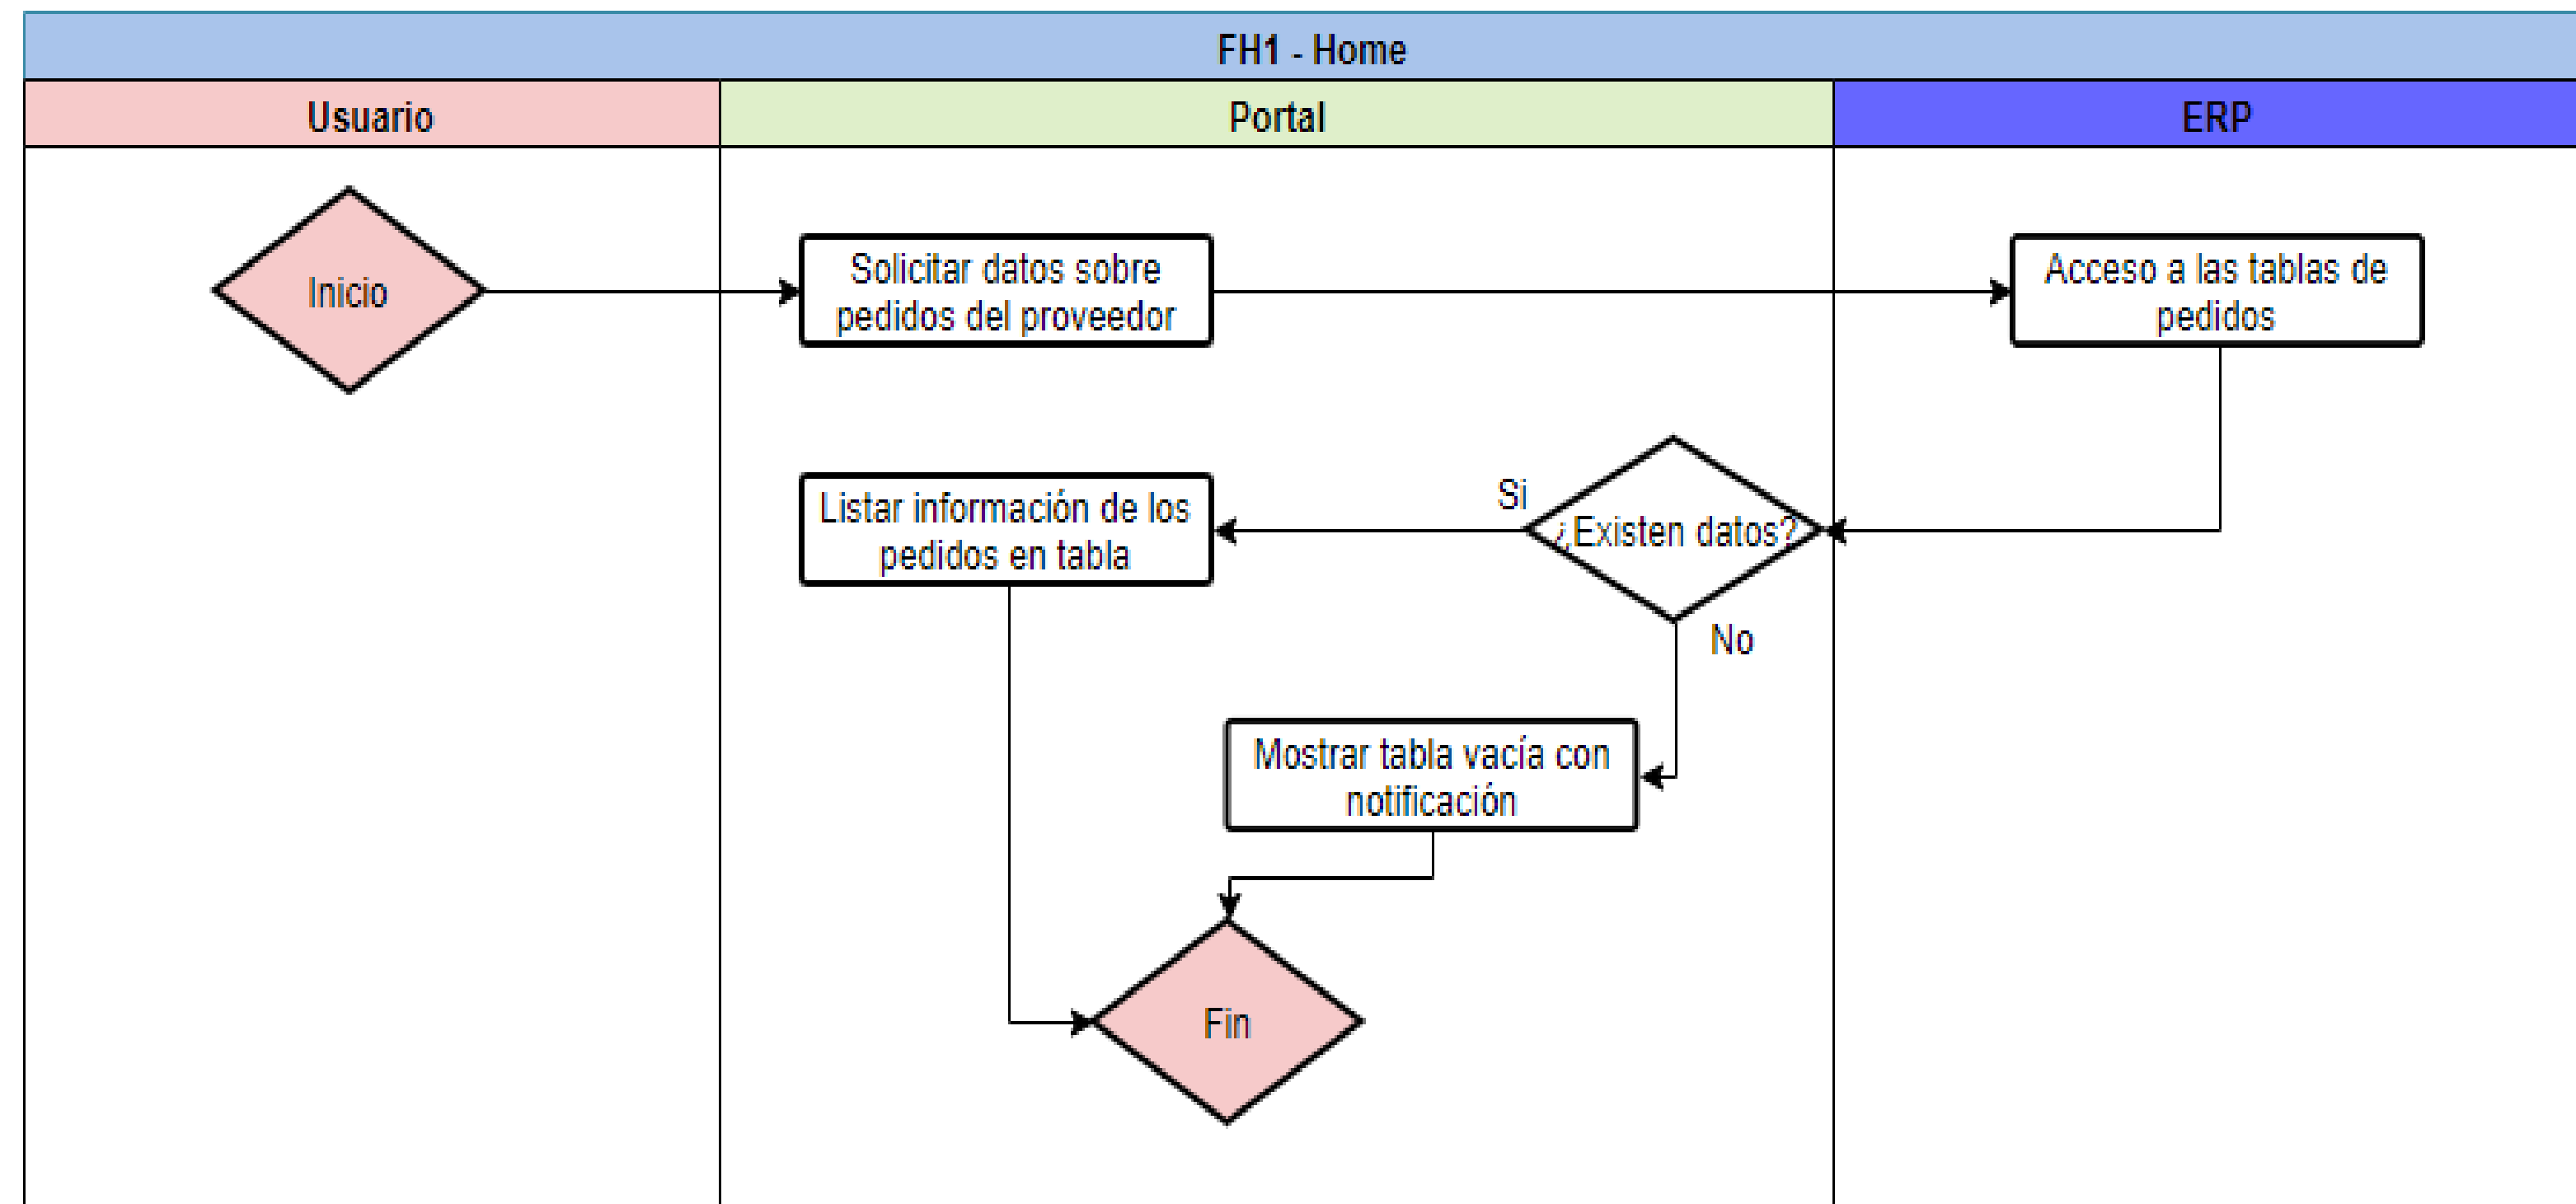 FH1 - Home
Usuario
Portal
ERP
Inicio
Solicitar datos sobre
pedidos del proveedor
Acceso a las tablas de
pedidos
Listar información de los
pedidos en tabla
Si
¿Existen datos?
No
Mostrar tabla vacía con
notificación
Fin